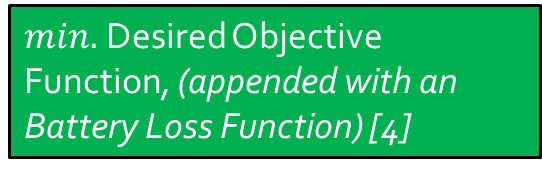 min. Desired Objective
Function, (appended with an
Battery Loss Function) [4]